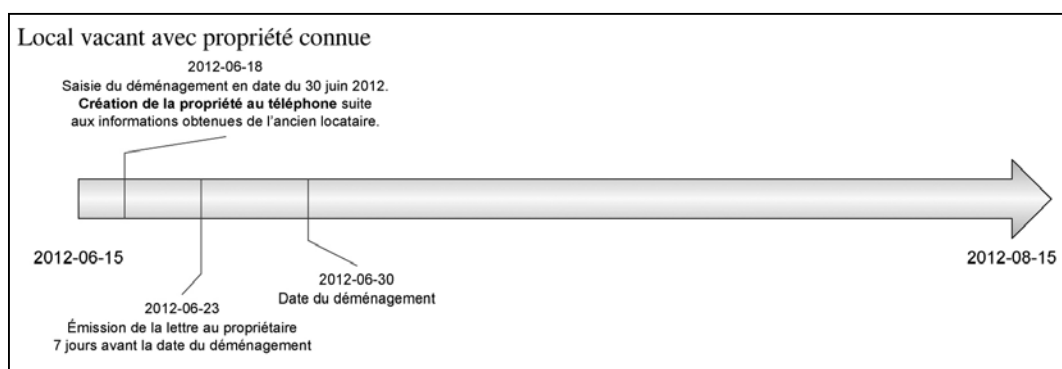 Local vacant avec propriété connue
2012-06-18
Saisie du déménagement en date du 30 juin 2012.
Création de la propriété au téléphone suite
aux informations obtenues de l'ancien locataire.
2012-06-15
2012-08-15
2012-06-30
Date du déménagement
2012-06-23
Émission de la lettre au propriétaire
7 jours avant la date du déménagement